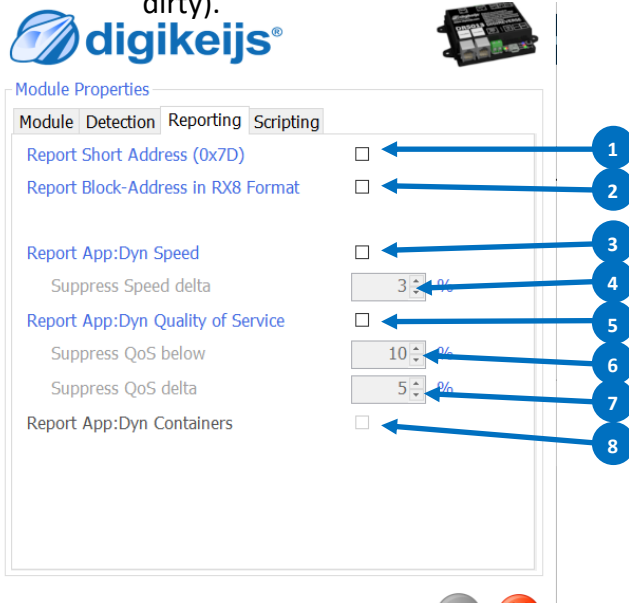 dirty).
digikeijs®
Module Properties
Module Detection Reporting Scripting
Report Short Address (0x7D)
1
Report Block-Address in RX8 Format
2
Report App:Dyn Speed
3
Suppress Speed delta 3 %
4
Report App:Dyn Quality of Service
5
Suppress QoS below 10 %
6
Suppress QoS delta 5 %
7
Report App:Dyn Containers
8